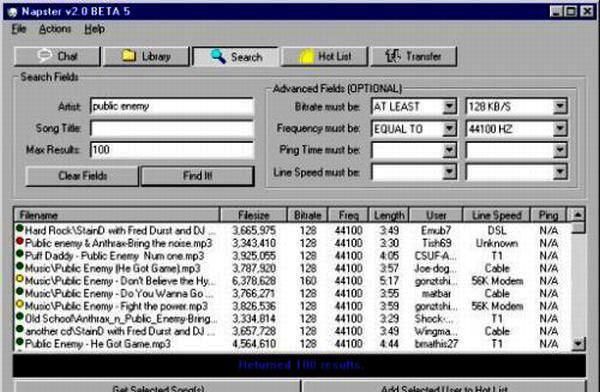 Napster v2.0 BETA 5
File Actions Help
Chat Library Search Hot List Transfer
Search Fields
Advanced Fields (OPTIONAL)
Artist: public enemy
Bitrate must be: AT LEAST 128 KB/S
Song Title:
Frequency must be: EQUAL TO 44100 HZ
Max Results: 100
Ping Time must be:
Clear Fields Find It!
Line Speed must be:
Filename Filesize Bitrate Freq Length User Line Speed Ping
Hard Rock\StainD with Fred Durst and DJ ... 3,665,975 128 44100 3:49 Emub7 DSL N/A
Public enemy & Anthrax-Bring the noise.mp3 3,343,410 128 44100 3:30 Tish69 Unknown N/A
Puff Daddy - Public Enemy Num one.mp3 3,925,055 128 44100 4:05 CSUF-A... T1 N/A
Music\Public Enemy (He Got Game).mp3 3,787,920 128 44100 3:57 Joe-dog... Cable N/A
Music\Public Enemy - Don't Believe the Hy... 6,378,628 160 44100 5:17 gonztshi... 56K Modem N/A
Music\Public Enemy - Do You Wanna Go ... 3,766,271 128 44100 3:55 matbar Cable N/A
Music\Public Enemy - Fight the power.mp3 3,826,536 128 44100 3:59 gonztshi... 56K Modem N/A
Old School\Anthrax_n_Public_Enemy-Bring... 3,334,814 128 44100 3:29 Shock-... T1 N/A
another cd\StainD with Fred Durst and DJ ... 3,657,728 128 44100 3:49 Wingma... Cable N/A
Public Enemy - He Got Game.mp3 4,564,610 128 44100 4:44 bmathis27 T1 N/A
Returned 100 results.
Get Selected Song(s) Add Selected User to Hot List